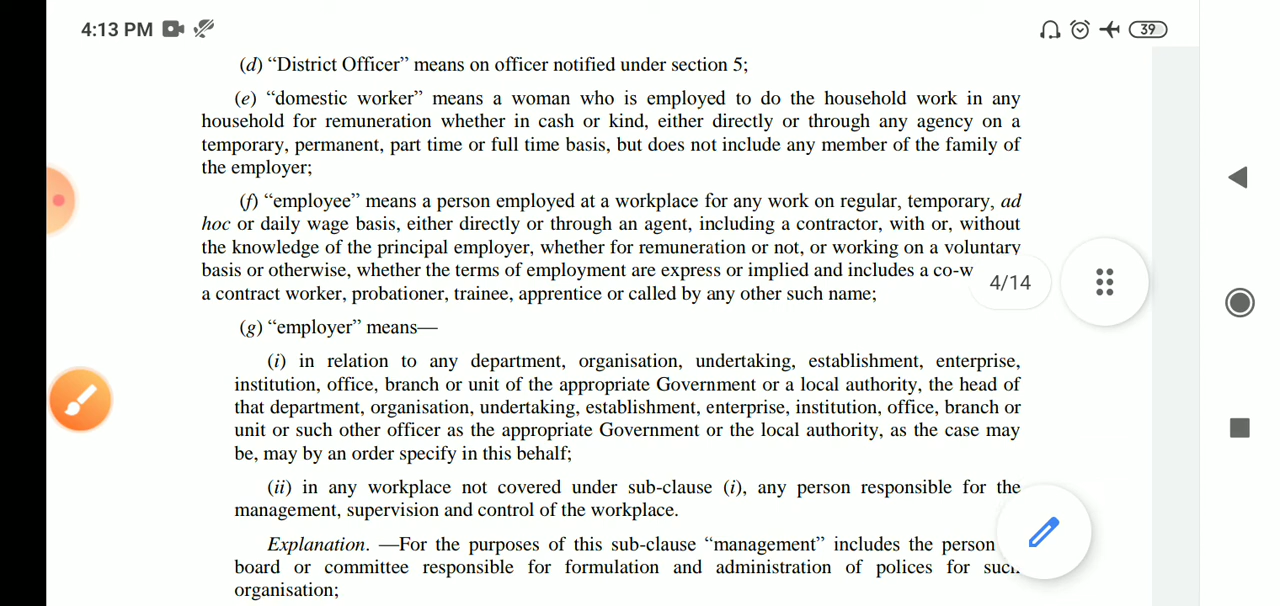 4:13 PM
39
(d) “District Officer” means on officer notified under section 5;
(e) “domestic worker” means a woman who is employed to do the household work in any
household for remuneration whether in cash or kind, either directly or through any agency on a
temporary, permanent, part time or full time basis, but does not include any member of the family of
the employer;
(f) “employee” means a person employed at a workplace for any work on regular, temporary, ad
hoc or daily wage basis, either directly or through an agent, including a contractor, with or, without
the knowledge of the principal employer, whether for remuneration or not, or working on a voluntary
basis or otherwise, whether the terms of employment are express or implied and includes a co-w
4/14
a contract worker, probationer, trainee, apprentice or called by any other such name;
(g) “employer” means—
(i) in relation to any department, organisation, undertaking, establishment, enterprise,
institution, office, branch or unit of the appropriate Government or a local authority, the head of
that department, organisation, undertaking, establishment, enterprise, institution, office, branch or
unit or such other officer as the appropriate Government or the local authority, as the case may
be, may by an order specify in this behalf;
(ii) in any workplace not covered under sub-clause (i), any person responsible for the
management, supervision and control of the workplace.
Explanation. —For the purposes of this sub-clause “management” includes the person
board or committee responsible for formulation and administration of polices for such
organisation;